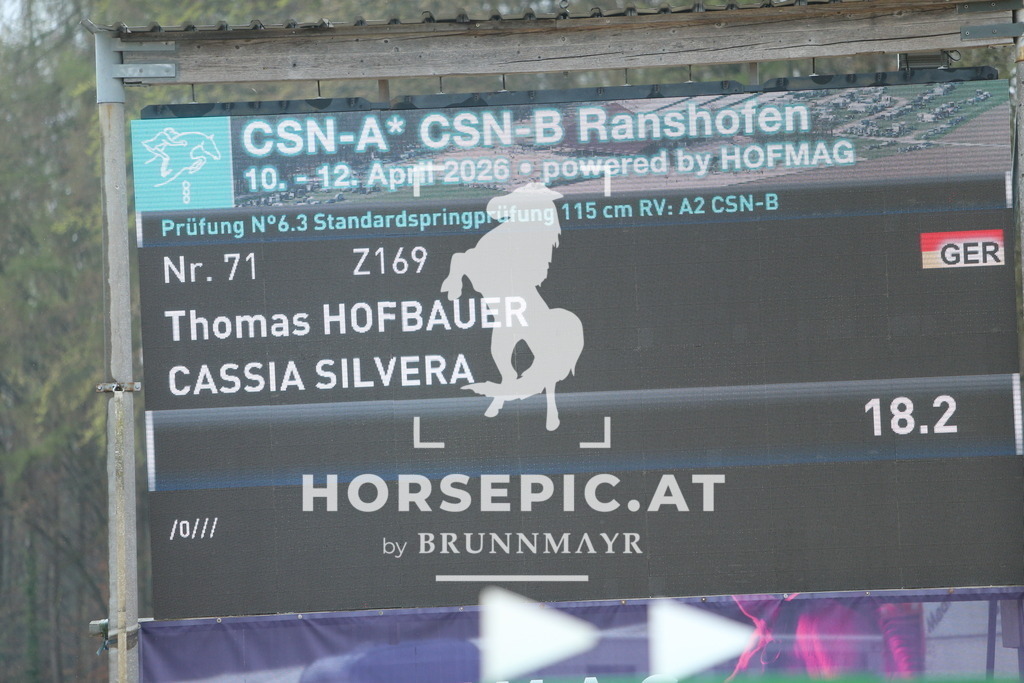 CSN-A* CSN-B Ranshofen
10. - 12. April 2026 • powered by HOFMAG
Prüfung N°6.3 Standardspringprüfung 115 cm RV: A2 CSN-B
Nr. 71 Z169 GER
Thomas HOFBAUER
CASSIA SILVERA
18.2
HORSEPIC.AT
/0///
by BRUNNMAYR